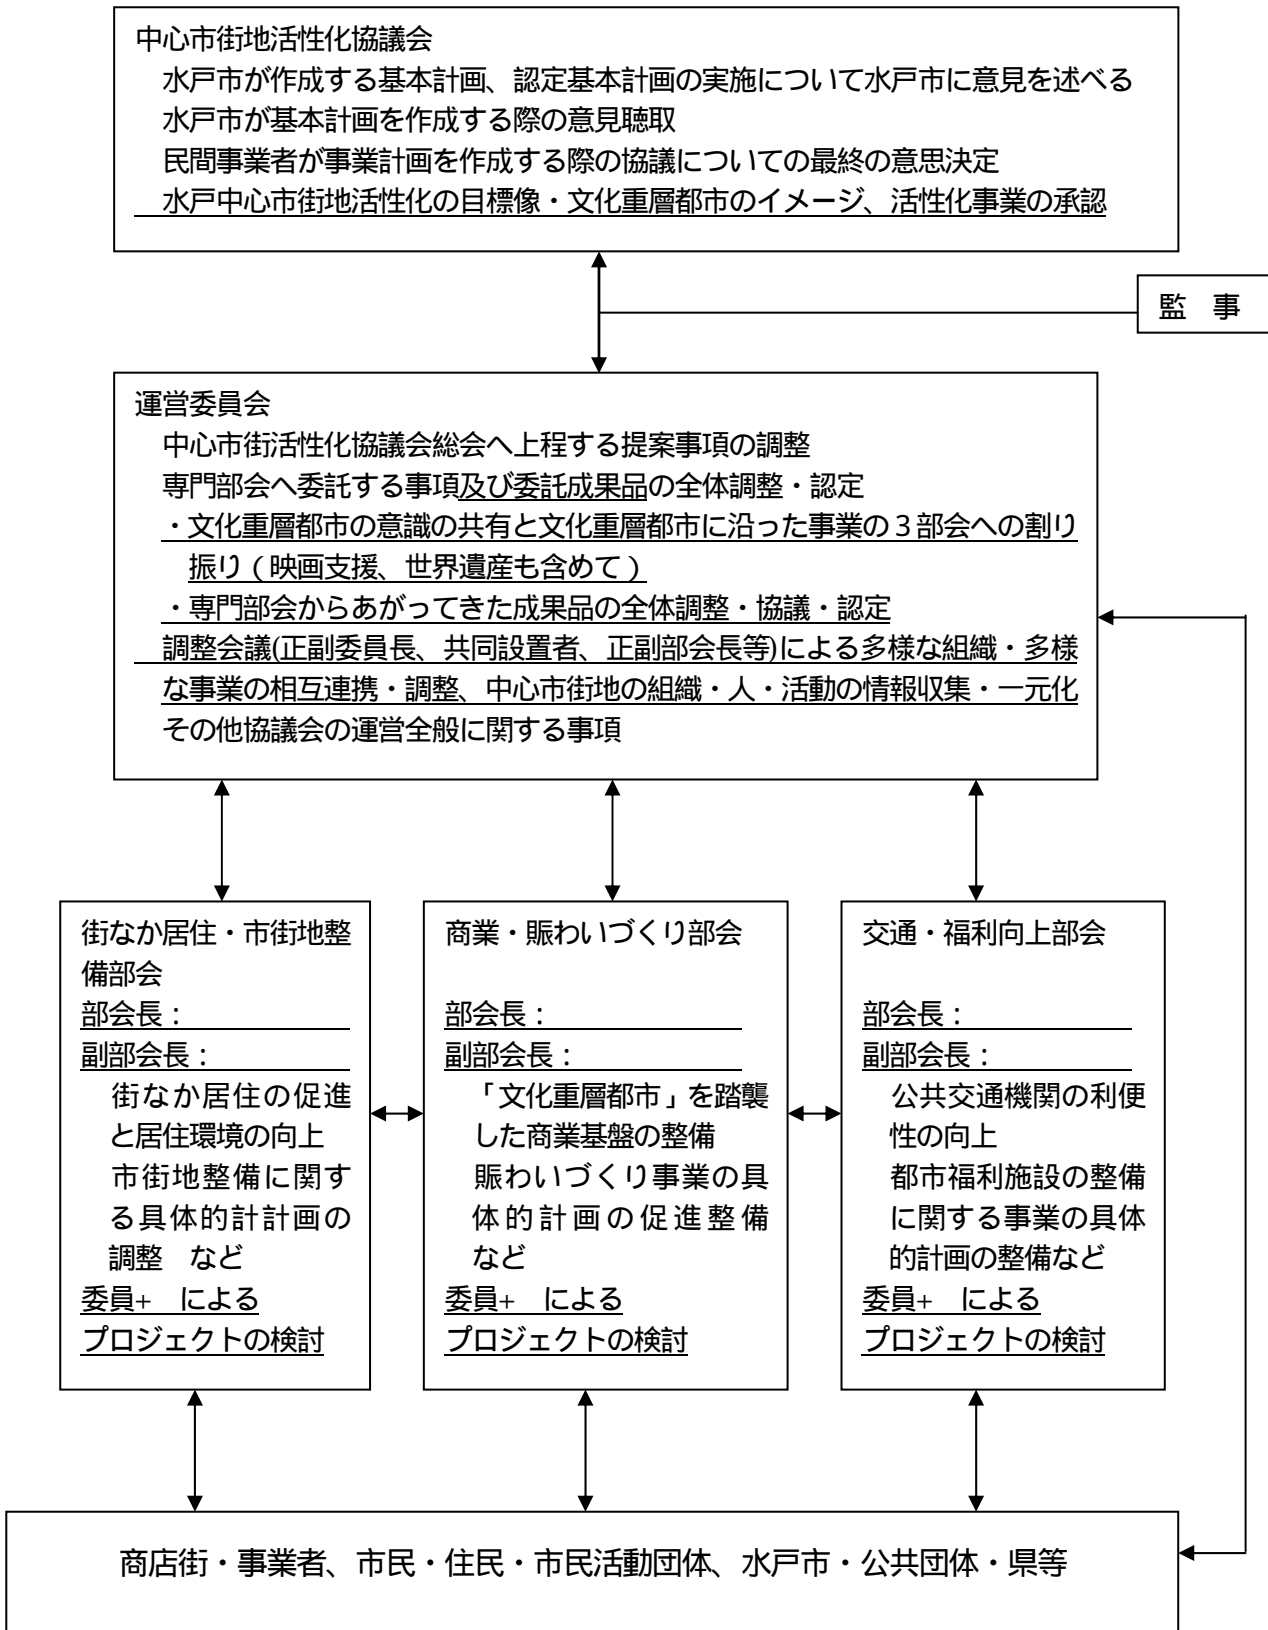 中心市街地活性化協議会
水戸市が作成する基本計画、認定基本計画の実施について水戸市に意見を述べる
水戸市が基本計画を作成する際の意見聴取
民間事業者が事業計画を作成する際の協議についての最終の意思決定
水戸中心市街地活性化の目標像・文化重層都市のイメージ、活性化事業の承認
監　事
運営委員会
中心市街活性化協議会総会へ上程する提案事項の調整
専門部会へ委託する事項及び委託成果品の全体調整・認定
・文化重層都市の意識の共有と文化重層都市に沿った事業の３部会への割り
振り（映画支援、世界遺産も含めて）
・専門部会からあがってきた成果品の全体調整・協議・認定
調整会議(正副委員長、共同設置者、正副部会長等)による多様な組織・多様
な事業の相互連携・調整、中心市街地の組織・人・活動の情報収集・一元化
その他協議会の運営全般に関する事項
街なか居住・市街地整
備部会
部会長：
副部会長：
街なか居住の促進
と居住環境の向上
市街地整備に関す
る具体的計計画の
調整　など
委員+　による
プロジェクトの検討
商業・賑わいづくり部会
部会長：
副部会長：
「文化重層都市」を踏襲
した商業基盤の整備
賑わいづくり事業の具
体的計画の促進整備
など
委員+　による
プロジェクトの検討
交通・福利向上部会
部会長：
副部会長：
公共交通機関の利便
性の向上
都市福利施設の整備
に関する事業の具体
的計画の整備など
委員+　による
プロジェクトの検討
商店街・事業者、市民・住民・市民活動団体、水戸市・公共団体・県等